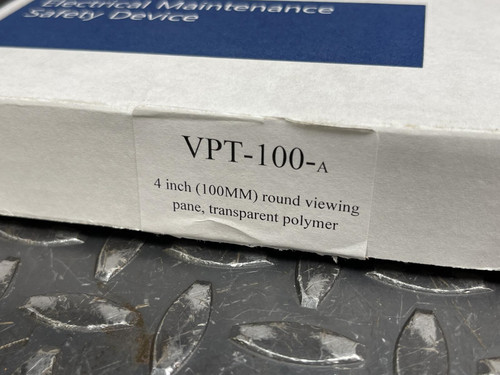 Electrical Maintenance
Safety Device
VPT-100-A
4 inch (100MM) round viewing
pane, transparent polymer